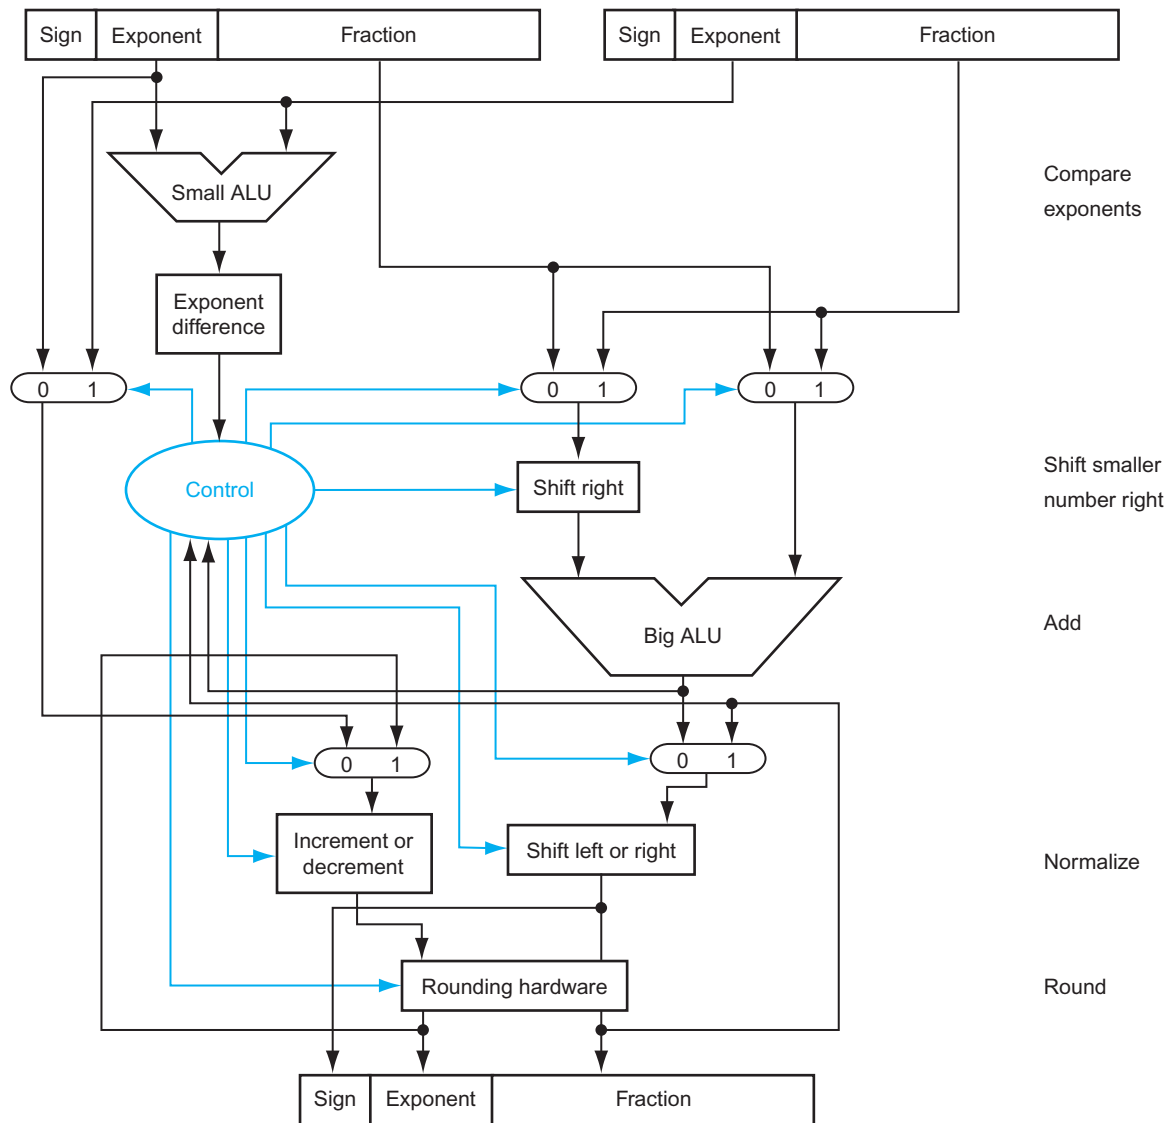 Sign Exponent Fraction Sign Exponent Fraction
Small ALU
Compare
exponents
Exponent
difference
0 1 0 1 0 1
Control
Shift right
Shift smaller
number right
Big ALU
Add
0 1 0 1
Increment or
decrement
Shift left or right
Normalize
Rounding hardware
Round
Sign Exponent Fraction